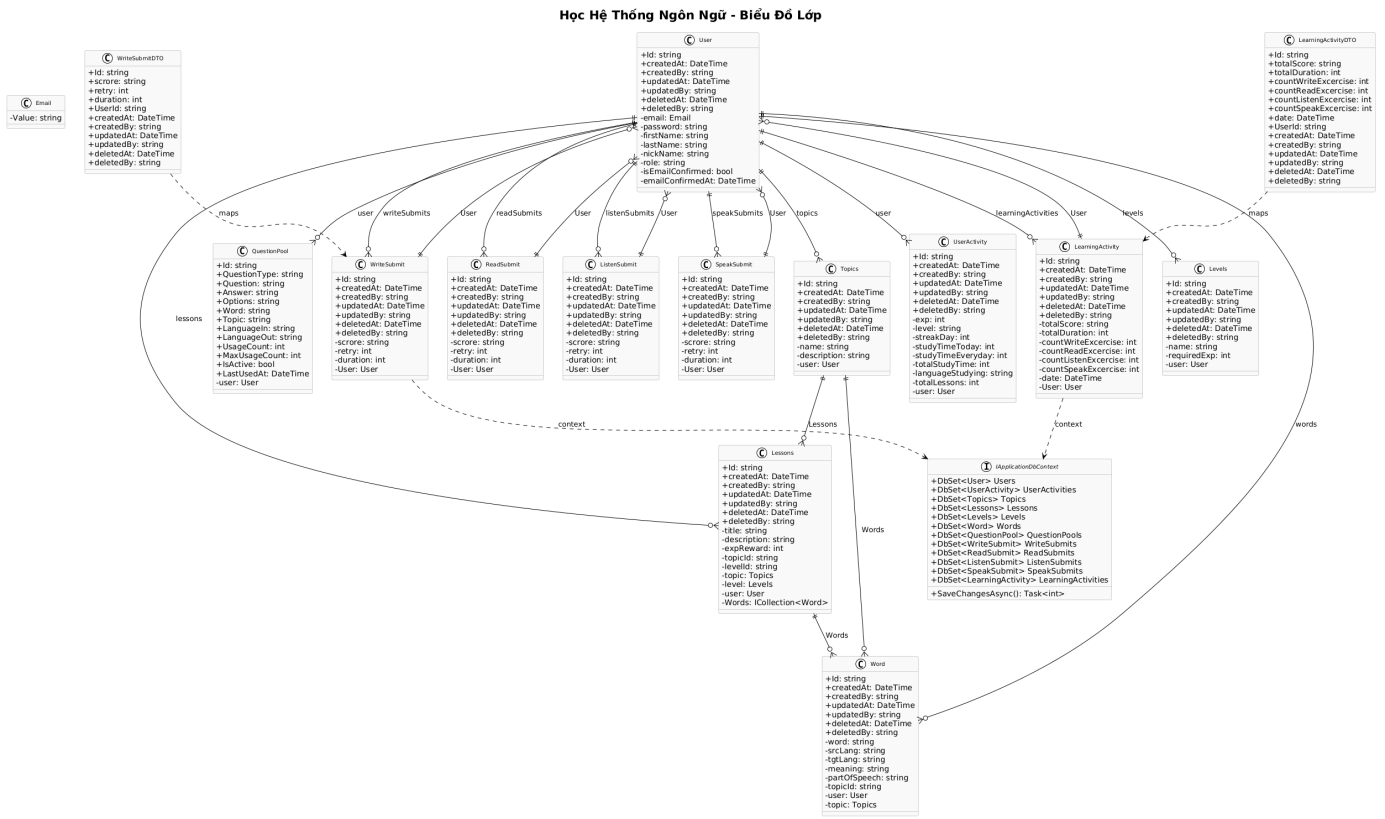 Học Hệ Thống Ngôn Ngữ - Biểu Đồ Lớp
Email
-Value: string
WriteSubmitDTO
+Id: string
+scrore: string
+retry: int
+duration: int
+UserId: string
+createdAt: DateTime
+createdBy: string
+updatedAt: DateTime
+updatedBy: string
+deletedAt: DateTime
+deletedBy: string
User
+Id: string
+createdAt: DateTime
+createdBy: string
+updatedAt: DateTime
+updatedBy: string
+deletedAt: DateTime
+deletedBy: string
-email: Email
-password: string
-firstName: string
-lastName: string
-nickName: string
-role: string
-isEmailConfirmed: bool
-emailConfirmedAt: DateTime
LearningActivityDTO
+Id: string
+totalScore: string
+totalDuration: int
+countWriteExcercise: int
+countReadExcercise: int
+countListenExcercise: int
+countSpeakExcercise: int
+date: DateTime
+UserId: string
+createdAt: DateTime
+createdBy: string
+updatedAt: DateTime
+updatedBy: string
+deletedAt: DateTime
+deletedBy: string
maps
user
writeSubmits
User
readSubmits
User
listenSubmits
User
speakSubmits
User
topics
user
learningActivities
User
levels
maps
QuestionPool
+Id: string
+QuestionType: string
+Question: string
+Answer: string
+Options: string
+Word: string
+Topic: string
+LanguageIn: string
+LanguageOut: string
+UsageCount: int
+MaxUsageCount: int
+IsActive: bool
+LastUsedAt: DateTime
-user: User
WriteSubmit
+Id: string
+createdAt: DateTime
+createdBy: string
+updatedAt: DateTime
+updatedBy: string
+deletedAt: DateTime
+deletedBy: string
-scrore: string
-retry: int
-duration: int
-User: User
ReadSubmit
+Id: string
+createdAt: DateTime
+createdBy: string
+updatedAt: DateTime
+updatedBy: string
+deletedAt: DateTime
+deletedBy: string
-scrore: string
-retry: int
-duration: int
-User: User
ListenSubmit
+Id: string
+createdAt: DateTime
+createdBy: string
+updatedAt: DateTime
+updatedBy: string
+deletedAt: DateTime
+deletedBy: string
-scrore: string
-retry: int
-duration: int
-User: User
SpeakSubmit
+Id: string
+createdAt: DateTime
+createdBy: string
+updatedAt: DateTime
+updatedBy: string
+deletedAt: DateTime
+deletedBy: string
-scrore: string
-retry: int
-duration: int
-User: User
Topics
+Id: string
+createdAt: DateTime
+createdBy: string
+updatedAt: DateTime
+updatedBy: string
+deletedAt: DateTime
+deletedBy: string
-name: string
-description: string
-user: User
UserActivity
+Id: string
+createdAt: DateTime
+createdBy: string
+updatedAt: DateTime
+updatedBy: string
+deletedAt: DateTime
+deletedBy: string
-exp: int
-level: string
-streakDay: int
-studyTimeToday: int
-studyTimeEveryday: int
-totalStudyTime: int
-languageStudying: string
-totalLessons: int
-user: User
LearningActivity
+Id: string
+createdAt: DateTime
+createdBy: string
+updatedAt: DateTime
+updatedBy: string
+deletedAt: DateTime
+deletedBy: string
-totalScore: string
-totalDuration: int
-countWriteExcercise: int
-countReadExcercise: int
-countListenExcercise: int
-countSpeakExcercise: int
-date: DateTime
-User: User
Levels
+Id: string
+createdAt: DateTime
+createdBy: string
+updatedAt: DateTime
+updatedBy: string
+deletedAt: DateTime
+deletedBy: string
-name: string
-requiredExp: int
-user: User
lessons
context
Lessons
context
words
Lessons
+Id: string
+createdAt: DateTime
+createdBy: string
+updatedAt: DateTime
+updatedBy: string
+deletedAt: DateTime
+deletedBy: string
-title: string
-description: string
-expReward: int
-topicId: string
-levelId: string
-topic: Topics
-level: Levels
-user: User
-Words: ICollection<Word>
Words
IApplicationDbContext
+DbSet<User> Users
+DbSet<UserActivity> UserActivities
+DbSet<Topics> Topics
+DbSet<Lessons> Lessons
+DbSet<Levels> Levels
+DbSet<Word> Words
+DbSet<QuestionPool> QuestionPools
+DbSet<WriteSubmit> WriteSubmits
+DbSet<ReadSubmit> ReadSubmits
+DbSet<ListenSubmit> ListenSubmits
+DbSet<SpeakSubmit> SpeakSubmits
+DbSet<LearningActivity> LearningActivities
+SaveChangesAsync(): Task<int>
Words
Word
+Id: string
+createdAt: DateTime
+createdBy: string
+updatedAt: DateTime
+updatedBy: string
+deletedAt: DateTime
+deletedBy: string
-word: string
-srcLang: string
-tgtLang: string
-meaning: string
-partOfSpeech: string
-topicId: string
-user: User
-topic: Topics